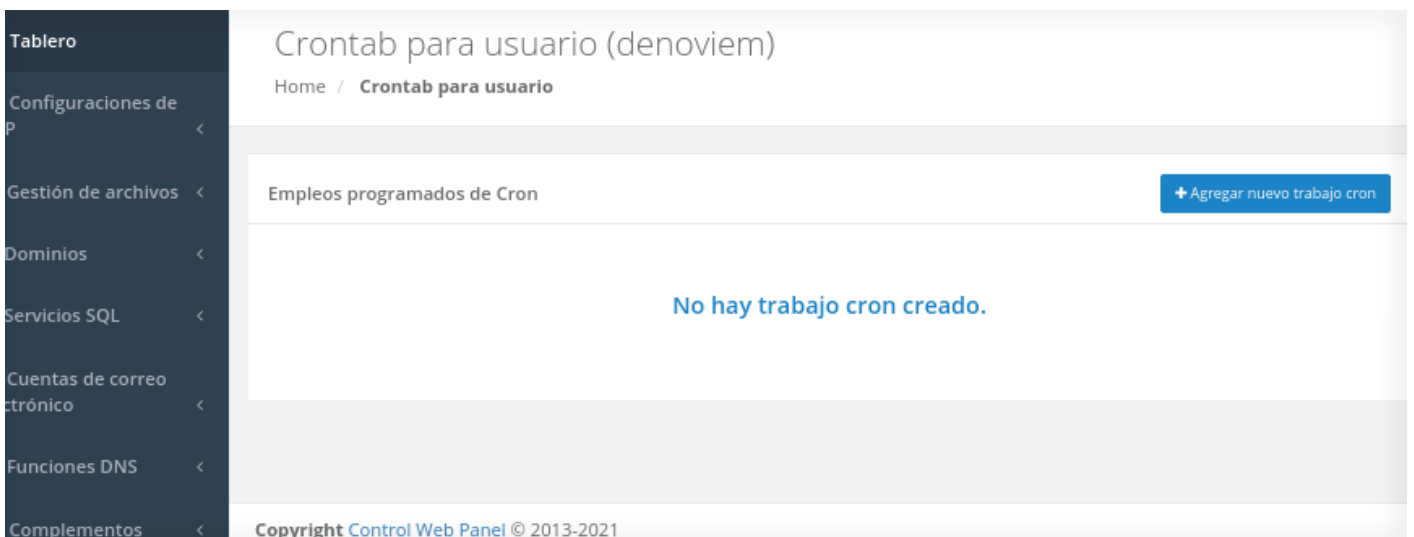 Tablero
Configuraciones de
P
Gestión de archivos
Dominios
Servicios SQL
Cuentas de correo
ctrónico
Funciones DNS
Complementos
Crontab para usuario (denoviem)
Home / Crontab para usuario
Empleos programados de Cron
+ Agregar nuevo trabajo cron
No hay trabajo cron creado.
Copyright Control Web Panel © 2013-2021